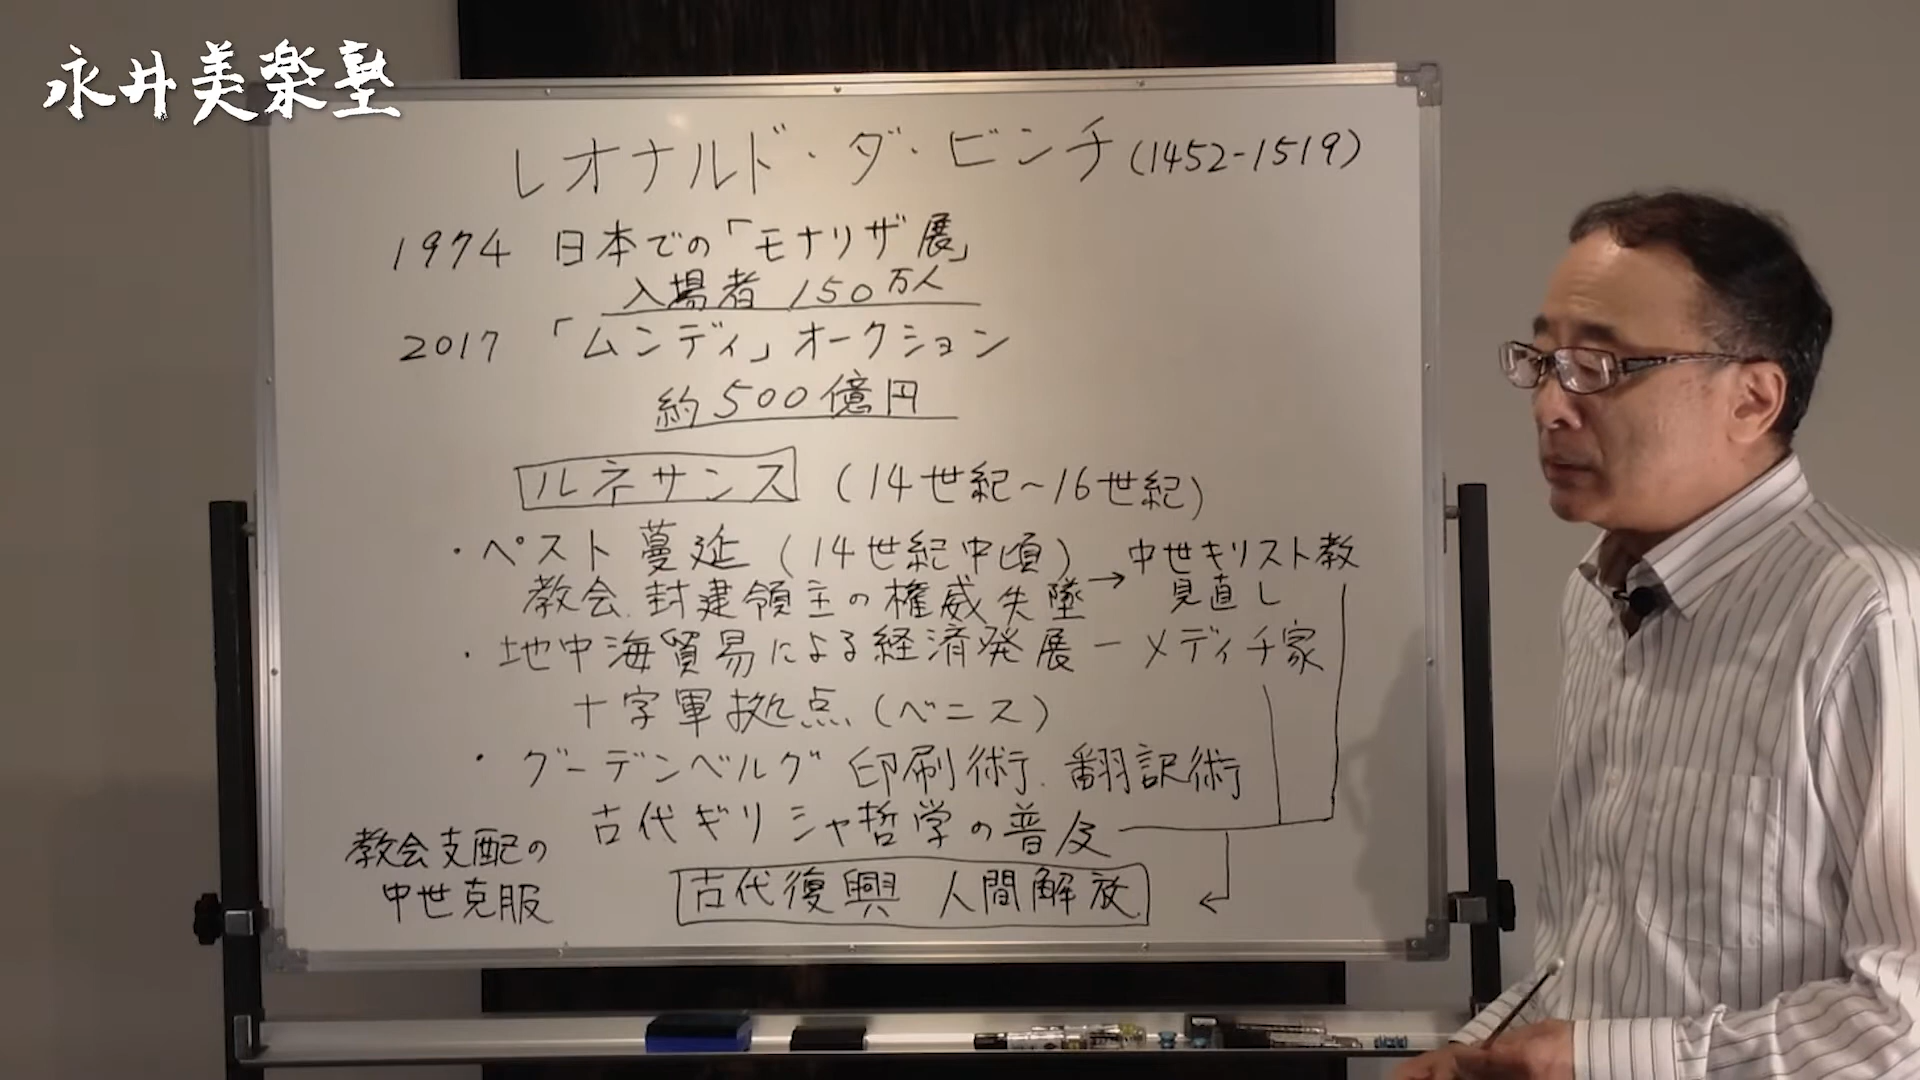 永井美楽塾
レオナルド・ダ・ビンチ(1452-1519)
1974 日本での「モナリザ展」
入場者 150万人
2017 「ムンディ」オークション
約500億円
ルネサンス (14世紀~16世紀)
・ペスト 蔓延 (14世紀中頃)
教会、封建領主の権威失墜→中世キリスト教
見直し
・地中海貿易による経済発展ーメディチ家
十字軍拠点 (ベニス)
・グーデンベルグ 印刷術、翻訳術
古代ギリシャ哲学の普及
教会支配の
中世克服
古代復興 人間解放